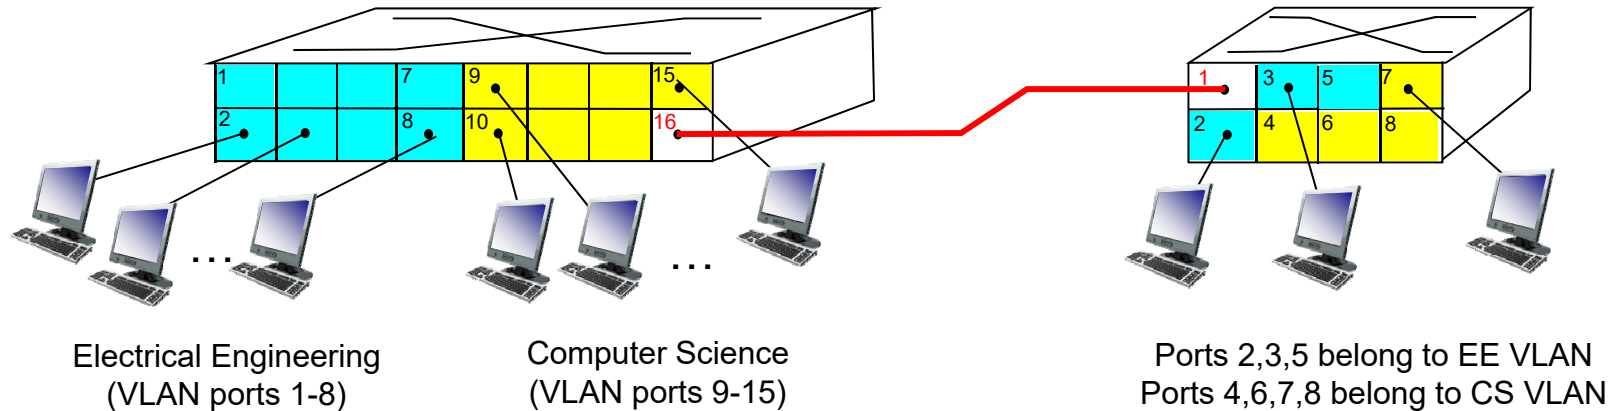 1 7 9 15
2 8 10 16
1 3 5 7
2 4 6 8
... ...
Electrical Engineering
(VLAN ports 1-8)
Computer Science
(VLAN ports 9-15)
Ports 2,3,5 belong to EE VLAN
Ports 4,6,7,8 belong to CS VLAN